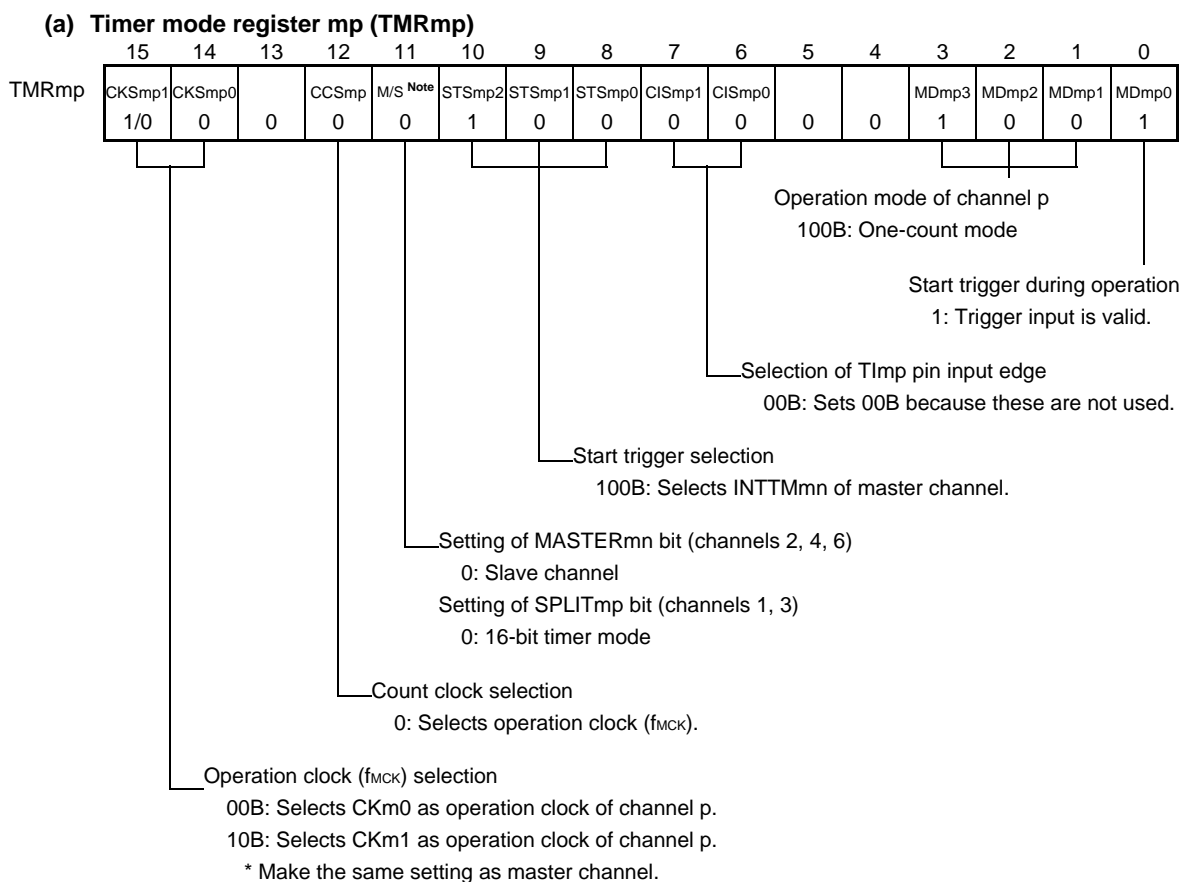 (a) Timer mode register mp (TMRmp)
15 14 13 12 11 10 9 8 7 6 5 4 3 2 1 0
TMRmp CKSmp1 CKSmp0 CCSmp M/S Note STSmp2 STSmp1 STSmp0 CISmp1 CISmp0 MDmp3 MDmp2 MDmp1 MDmp0
1/0 0 0 0 0 1 0 0 0 0 0 0 1 0 0 1
Operation mode of channel p
100B: One-count mode
Start trigger during operation
1: Trigger input is valid.
Selection of TImp pin input edge
00B: Sets 00B because these are not used.
Start trigger selection
100B: Selects INTTMmn of master channel.
Setting of MASTERmn bit (channels 2, 4, 6)
0: Slave channel
Setting of SPLITmp bit (channels 1, 3)
0: 16-bit timer mode
Count clock selection
0: Selects operation clock (fMCK).
Operation clock (fMCK) selection
00B: Selects CKm0 as operation clock of channel p.
10B: Selects CKm1 as operation clock of channel p.
* Make the same setting as master channel.